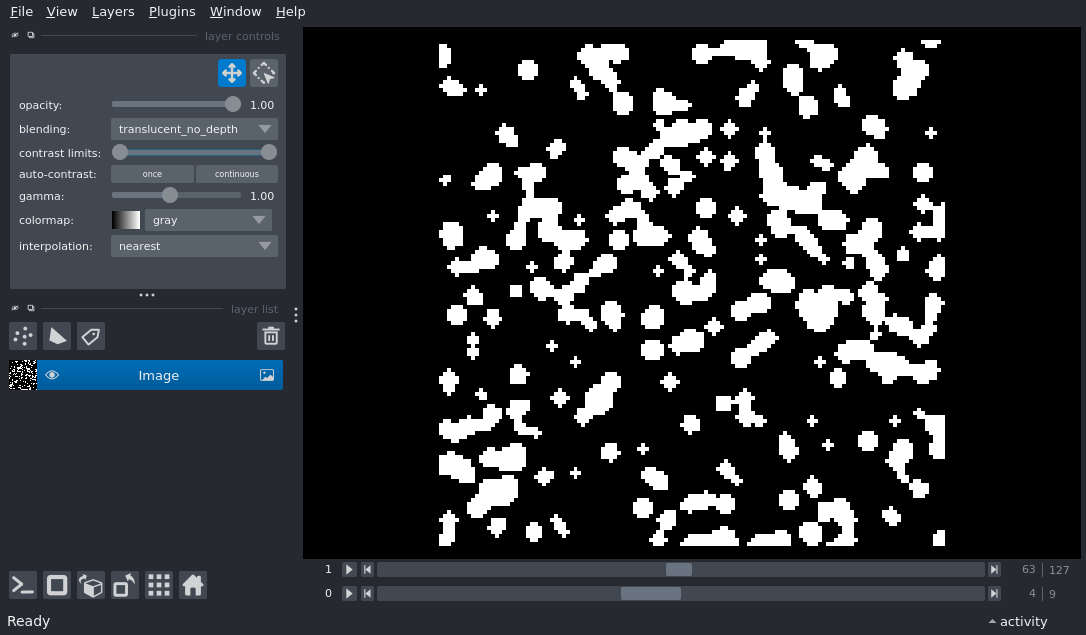 File View Layers Plugins Window Help
layer controls
opacity: 1.00
blending: translucent_no_depth
contrast limits:
auto-contrast: once continuous
gamma: 1.00
colormap: gray
interpolation: nearest
layer list
Image
1 63 127
0 4 9
Ready activity